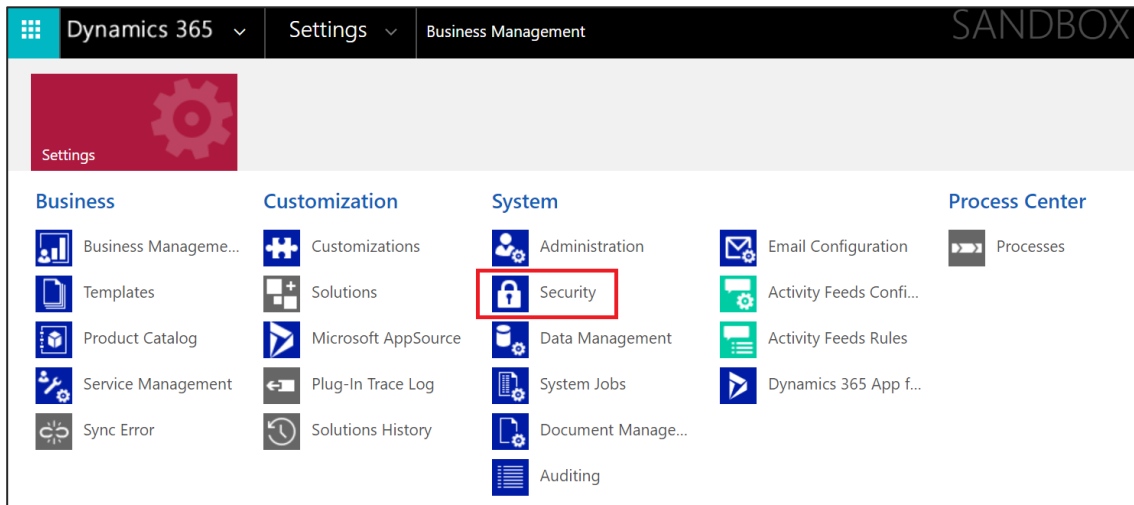 Dynamics 365 Settings Business Management SANDBOX
Settings
Business
Business Manageme...
Templates
Product Catalog
Service Management
Sync Error
Customization
Customizations
Solutions
Microsoft AppSource
Plug-In Trace Log
Solutions History
System
Administration
Security
Data Management
System Jobs
Document Manage...
Auditing
Email Configuration
Activity Feeds Confi...
Activity Feeds Rules
Dynamics 365 App f...
Process Center
Processes